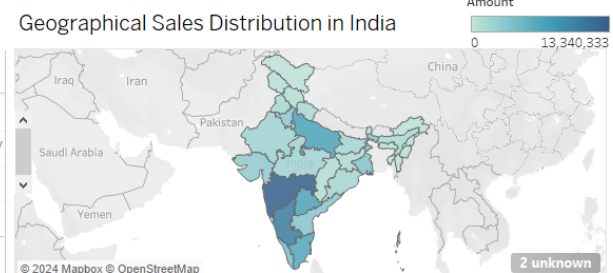 Amount
Geographical Sales Distribution in India
0 13,340,333
China
Iraq
Iran
Pakistan
Saudi Arabia
India
Yemen
© 2024 Mapbox © OpenStreetMap
2 unknown